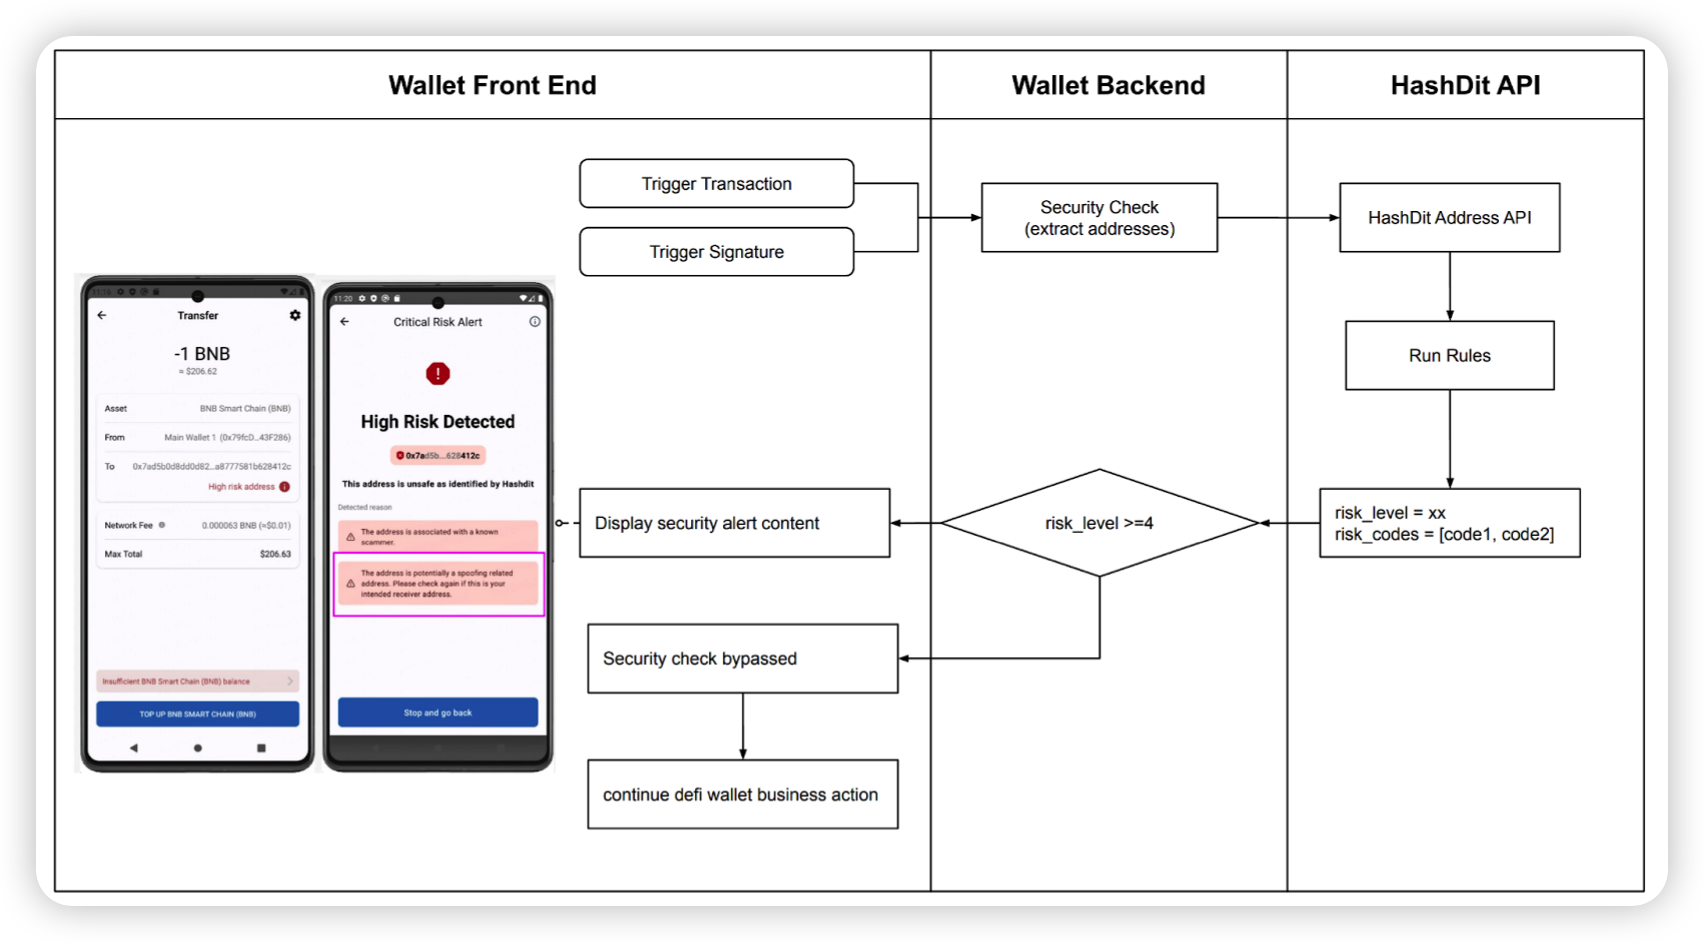 Wallet Front End
Wallet Backend
HashDit API
Trigger Transaction
Trigger Signature
Security Check
(extract addresses)
HashDit Address API
Run Rules
risk_level = xx
risk_codes = [code1, code2]
risk_level >=4
Display security alert content
Security check bypassed
continue defi wallet business action
11:16
Transfer
-1 BNB
≈ $206.62
Asset
BNB Smart Chain (BNB)
From
Main Wallet 1 (0x79fcD...43F286)
To
0x7ad5b0d8dd0d82...a8777581b628412c
High risk address
Network Fee
0.000063 BNB (≈$0.01)
Max Total
$206.63
Insufficient BNB Smart Chain (BNB) balance
TOP UP BNB SMART CHAIN (BNB)
11:20
Critical Risk Alert
High Risk Detected
0x7ad5b...628412c
This address is unsafe as identified by Hashdit
Detected reason
The address is associated with a known
scammer.
The address is potentially a spoofing related
address. Please check again if this is your
intended receiver address.
Stop and go back